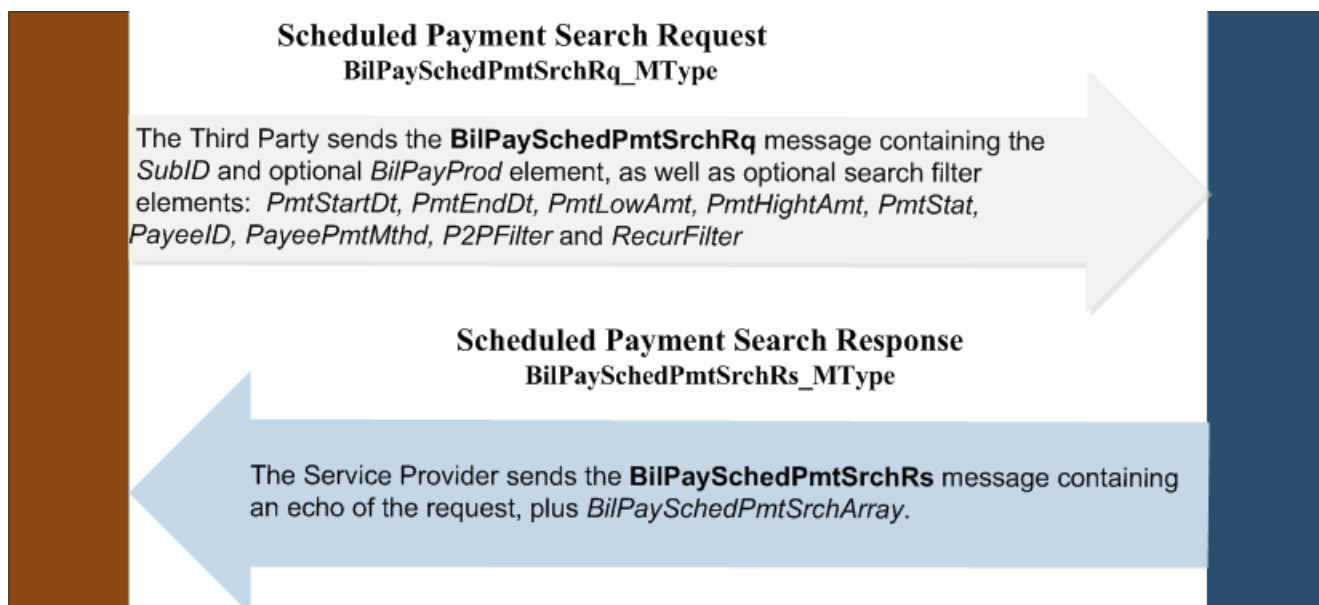 Scheduled Payment Search Request
BilPaySchedPmtSrchRq_MType
The Third Party sends the BilPaySchedPmtSrchRq message containing the
SubID and optional BilPayProd element, as well as optional search filter
elements: PmtStartDt, PmtEndDt, PmtLowAmt, PmtHightAmt, PmtStat,
PayeeID, PayeePmtMthd, P2PFilter and RecurFilter
Scheduled Payment Search Response
BilPaySchedPmtSrchRs_MType
The Service Provider sends the BilPaySchedPmtSrchRs message containing
an echo of the request, plus BilPaySchedPmtSrchArray.